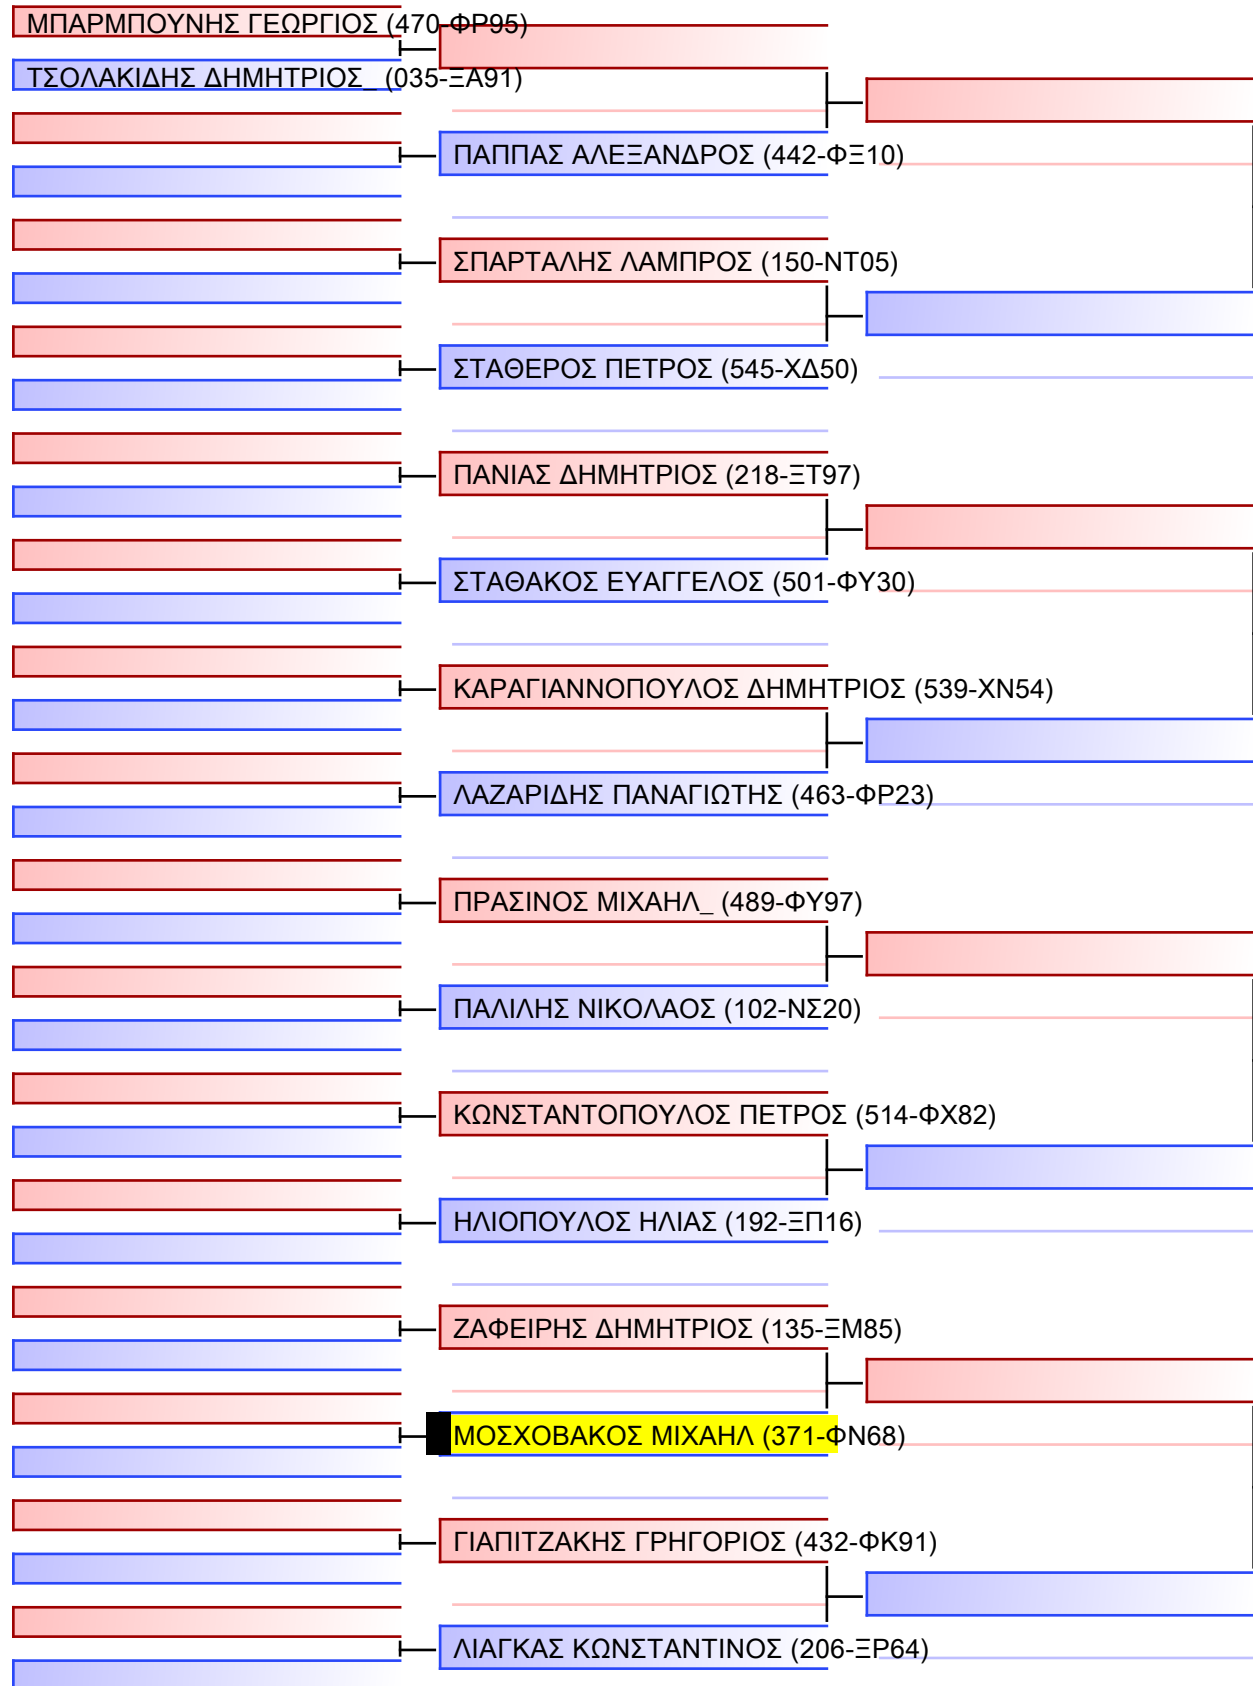 ΜΠΑΡΜΠΟΥΝΗΣ ΓΕΩΡΓΙΟΣ (470-ΦΡ95)
ΤΣΟΛΑΚΙΔΗΣ ΔΗΜΗΤΡΙΟΣ_ (035-ΞΑ91)
ΠΑΠΠΑΣ ΑΛΕΞΑΝΔΡΟΣ (442-ΦΞ10)
ΣΠΑΡΤΑΛΗΣ ΛΑΜΠΡΟΣ (150-ΝΤ05)
ΣΤΑΘΕΡΟΣ ΠΕΤΡΟΣ (545-ΧΔ50)
ΠΑΝΙΑΣ ΔΗΜΗΤΡΙΟΣ (218-ΞΤ97)
ΣΤΑΘΑΚΟΣ ΕΥΑΓΓΕΛΟΣ (501-ΦΥ30)
ΚΑΡΑΓΙΑΝΝΟΠΟΥΛΟΣ ΔΗΜΗΤΡΙΟΣ (539-ΧΝ54)
ΛΑΖΑΡΙΔΗΣ ΠΑΝΑΓΙΩΤΗΣ (463-ΦΡ23)
ΠΡΑΣΙΝΟΣ ΜΙΧΑΗΛ_ (489-ΦΥ97)
ΠΑΛΙΛΗΣ ΝΙΚΟΛΑΟΣ (102-ΝΣ20)
ΚΩΝΣΤΑΝΤΟΠΟΥΛΟΣ ΠΕΤΡΟΣ (514-ΦΧ82)
ΗΛΙΟΠΟΥΛΟΣ ΗΛΙΑΣ (192-ΞΠ16)
ΖΑΦΕΙΡΗΣ ΔΗΜΗΤΡΙΟΣ (135-ΞΜ85)
ΜΟΣΧΟΒΑΚΟΣ ΜΙΧΑΗΛ (371-ΦΝ68)
ΓΙΑΠΙΤΖΑΚΗΣ ΓΡΗΓΟΡΙΟΣ (432-ΦΚ91)
ΛΙΑΓΚΑΣ ΚΩΝΣΤΑΝΤΙΝΟΣ (206-ΞΡ64)